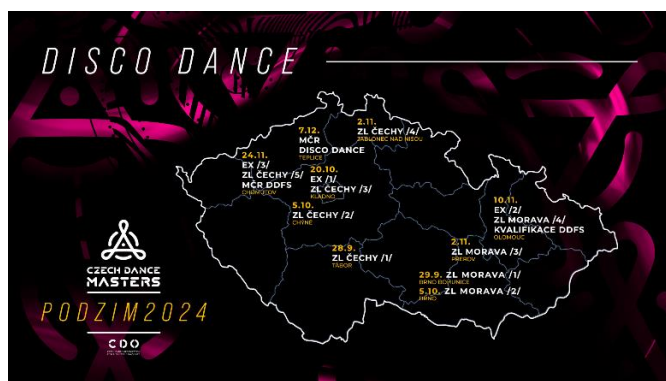 DISCO DANCE
7.12.
MČR
DISCO DANCE
TEPLICE
2.11.
ZL ČECHY /4/
JABLONEC NAD NISOU
24.11.
EX /3/
ZL ČECHY /5/
MČR DDFS
CHOMUTOV
20.10.
EX /1/
ZL ČECHY /3/
KLADNO
5.10.
ZL ČECHY /2/
CHÝNĚ
28.9.
ZL ČECHY /1/
TÁBOR
10.11.
EX /2/
ZL MORAVA /4/
KVALIFIKACE DDFS
OLOMOUC
2.11.
ZL MORAVA /3/
PŘEROV
29.9. ZL MORAVA /1/
BRNO BOHUNICE
5.10. ZL MORAVA /2/
BRNO
CZECH DANCE
MASTERS
PODZIM2024
CDO